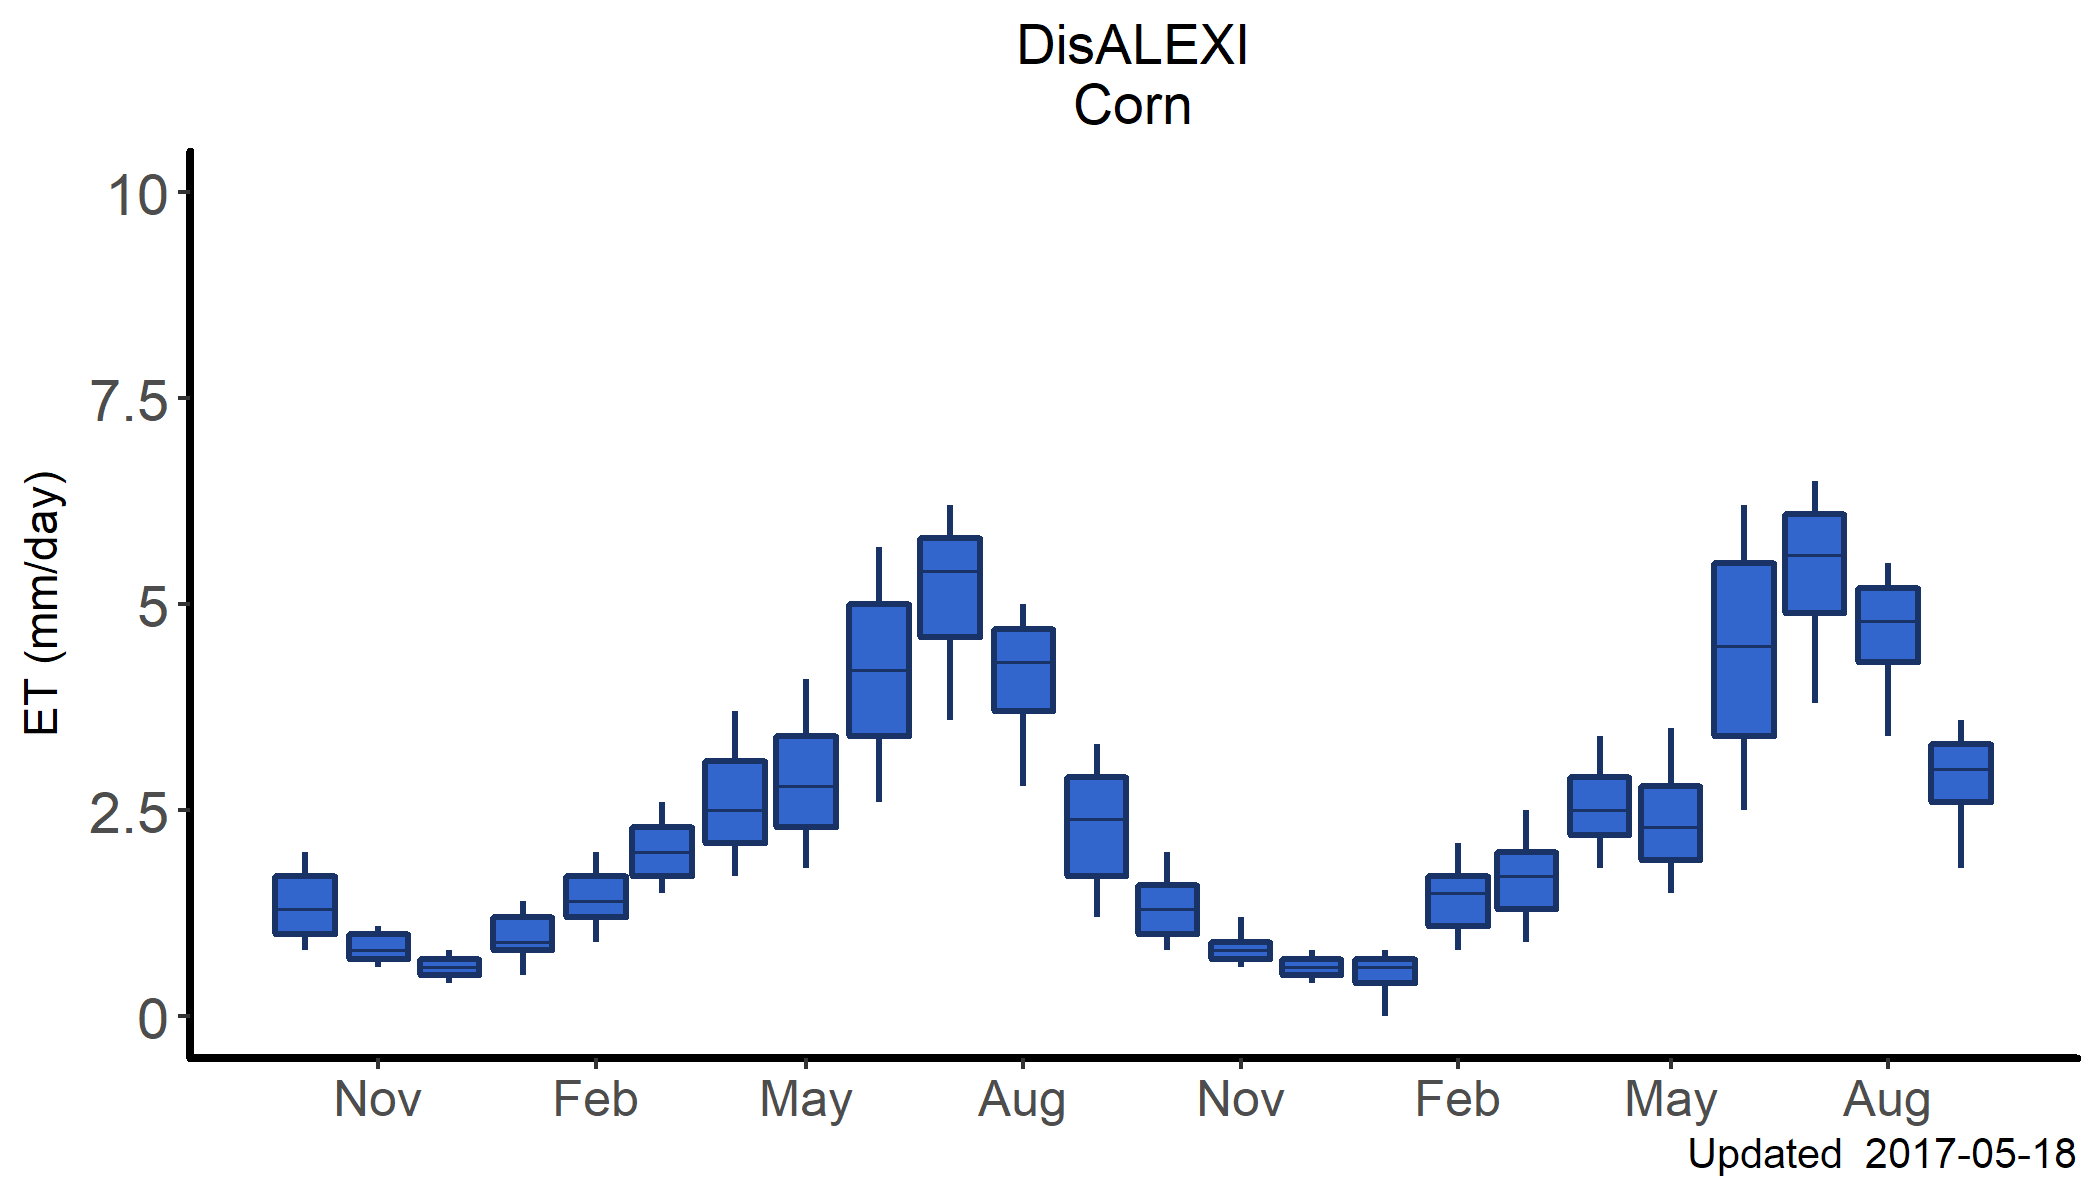 DisALEXI
Corn
10
7.5
5
2.5
0
ET (mm/day)
Nov Feb May Aug Nov Feb May Aug
Updated 2017-05-18